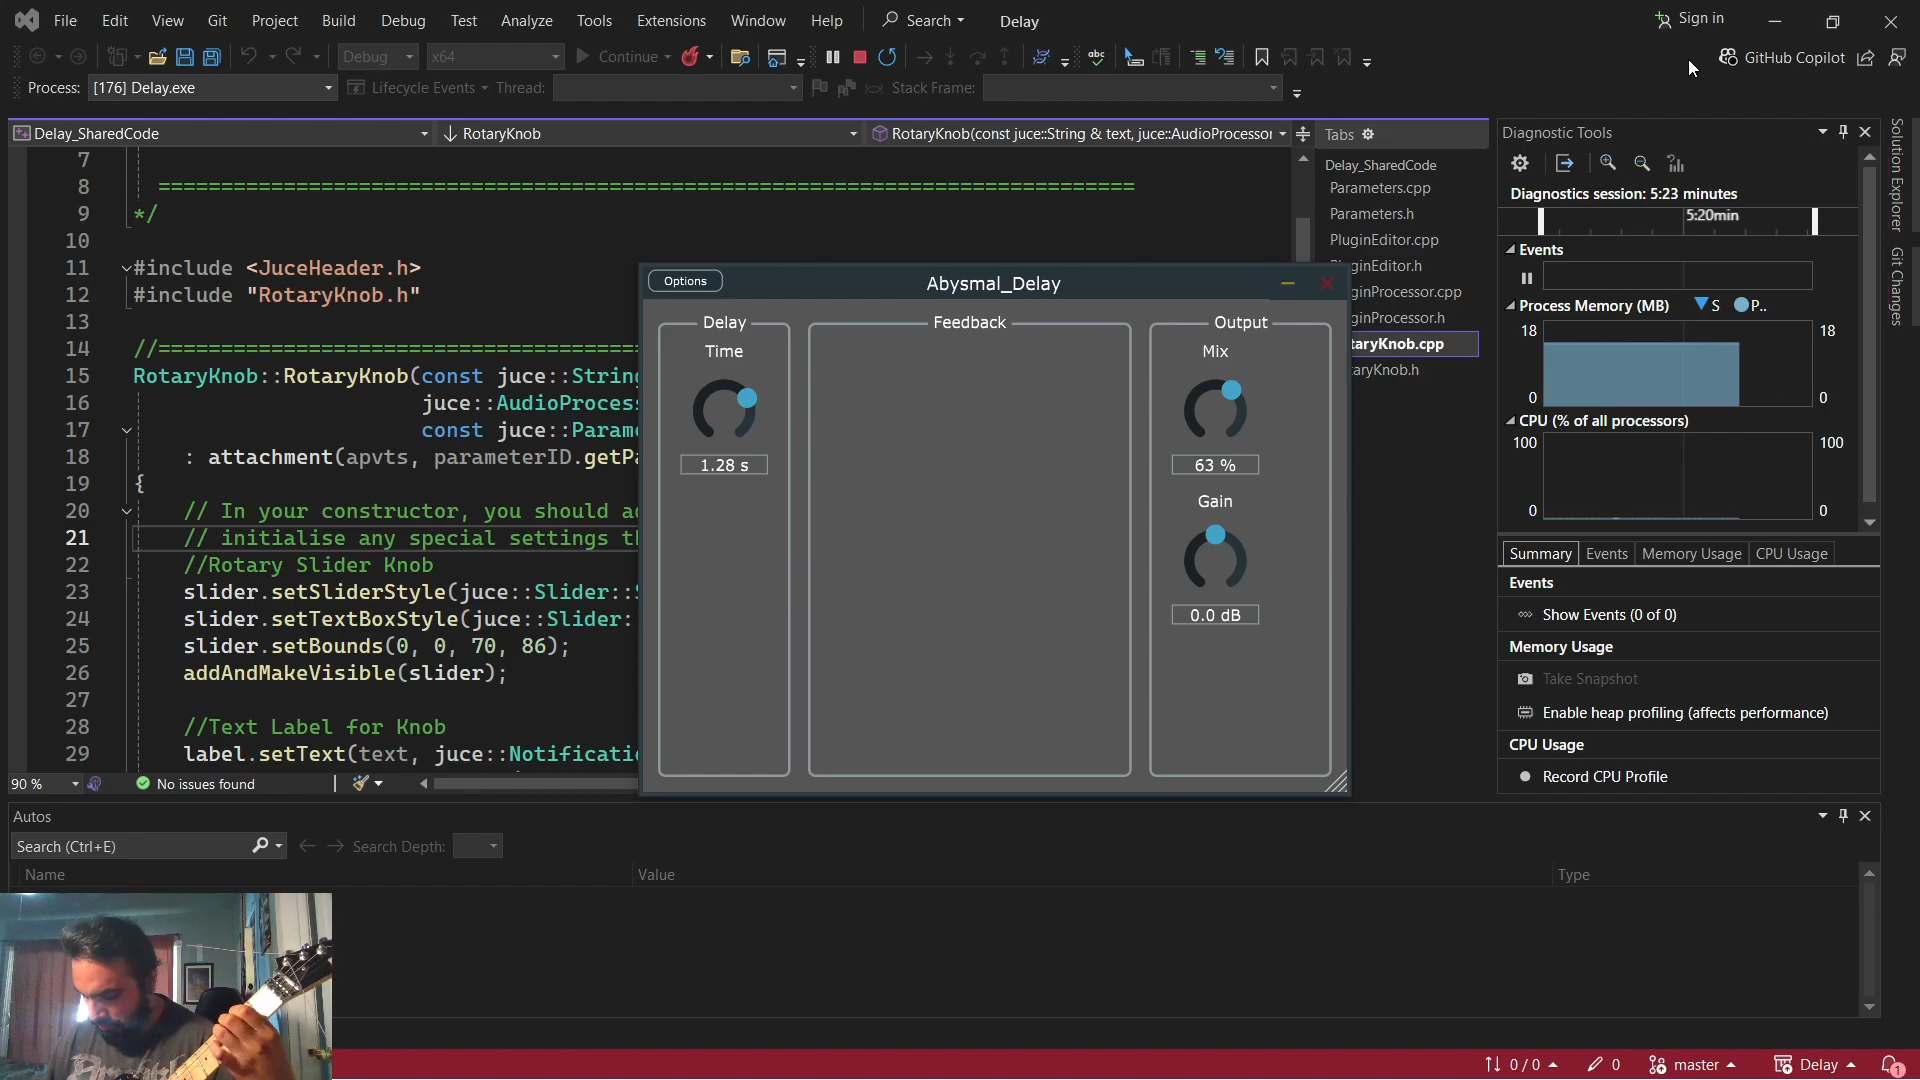 File Edit View Git Project Build Debug Test Analyze Tools Extensions Window Help Search Delay Sign in
Debug x64 Continue GitHub Copilot
Process: [176] Delay.exe Lifecycle Events Thread: Stack Frame:
Delay_SharedCode RotaryKnob RotaryKnob(const juce::String & text, juce::AudioProcessor
7
8 ==============================================================================
9 */
10
11 #include <JuceHeader.h>
12 #include "RotaryKnob.h"
13
14 //========================================
15 RotaryKnob::RotaryKnob(const juce::String
16 juce::AudioProces
17 const juce::Param
18 : attachment(apvts, parameterID.getPa
19 {
20 // In your constructor, you should ad
21 // initialise any special settings th
22 //Rotary Slider Knob
23 slider.setSliderStyle(juce::Slider::S
24 slider.setTextBoxStyle(juce::Slider:
25 slider.setBounds(0, 0, 70, 86);
26 addAndMakeVisible(slider);
27
28 //Text Label for Knob
29 label.setText(text, juce::Notificatio
90 % No issues found
Options Abysmal_Delay
Delay
Time
1.28 s
Feedback
Output
Mix
63 %
Gain
0.0 dB
Tabs
Delay_SharedCode
Parameters.cpp
Parameters.h
PluginEditor.cpp
PluginEditor.h
ginProcessor.cpp
ginProcessor.h
taryKnob.cpp
taryKnob.h
Diagnostic Tools
Diagnostics session: 5:23 minutes
5:20min
Events
Process Memory (MB) S P..
18 18
0 0
CPU (% of all processors)
100 100
0 0
Summary Events Memory Usage CPU Usage
Events
Show Events (0 of 0)
Memory Usage
Take Snapshot
Enable heap profiling (affects performance)
CPU Usage
Record CPU Profile
Solution Explorer
Git Changes
Autos
Search (Ctrl+E) Search Depth:
Name Value Type
0 / 0 0 master Delay 1